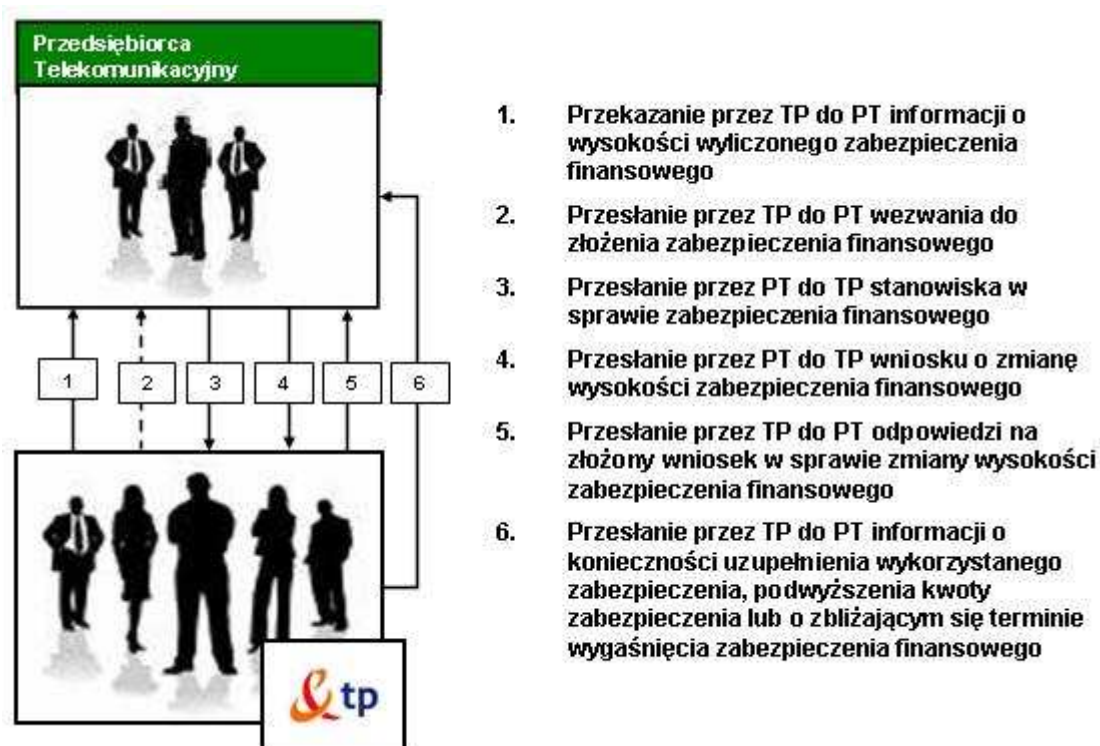 Przedsiębiorca
Telekomunikacyjny
1
2
3
4
5
6
tp
1. Przekazanie przez TP do PT informacji o
wysokości wyliczonego zabezpieczenia
finansowego
2. Przesłanie przez TP do PT wezwania do
złożenia zabezpieczenia finansowego
3. Przesłanie przez PT do TP stanowiska w
sprawie zabezpieczenia finansowego
4. Przesłanie przez PT do TP wniosku o zmianę
wysokości zabezpieczenia finansowego
5. Przesłanie przez TP do PT odpowiedzi na
złożony wniosek w sprawie zmiany wysokości
zabezpieczenia finansowego
6. Przesłanie przez TP do PT informacji o
konieczności uzupełnienia wykorzystanego
zabezpieczenia, podwyższenia kwoty
zabezpieczenia lub o zbliżającym się terminie
wygaśnięcia zabezpieczenia finansowego